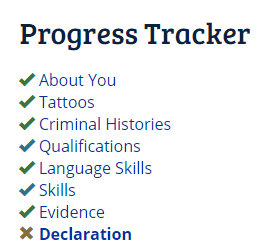 Progress Tracker
About You
Tattoos
Criminal Histories
Qualifications
Language Skills
Skills
Evidence
Declaration